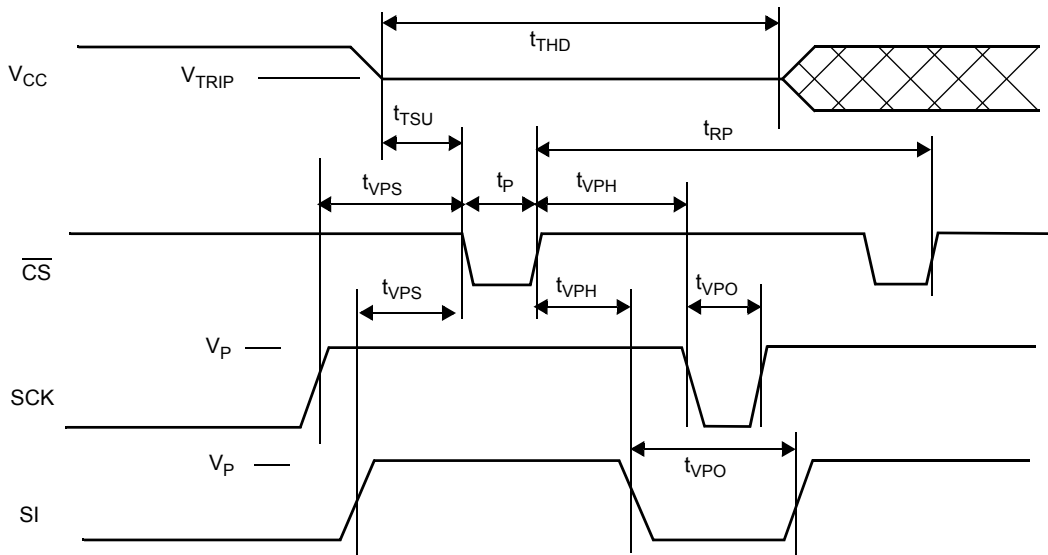 t_THD
V_CC
V_TRIP
t_TSU
t_RP
t_VPS
t_P
t_VPH
CS
t_VPS
t_VPH
t_VPO
V_P
SCK
V_P
t_VPO
SI